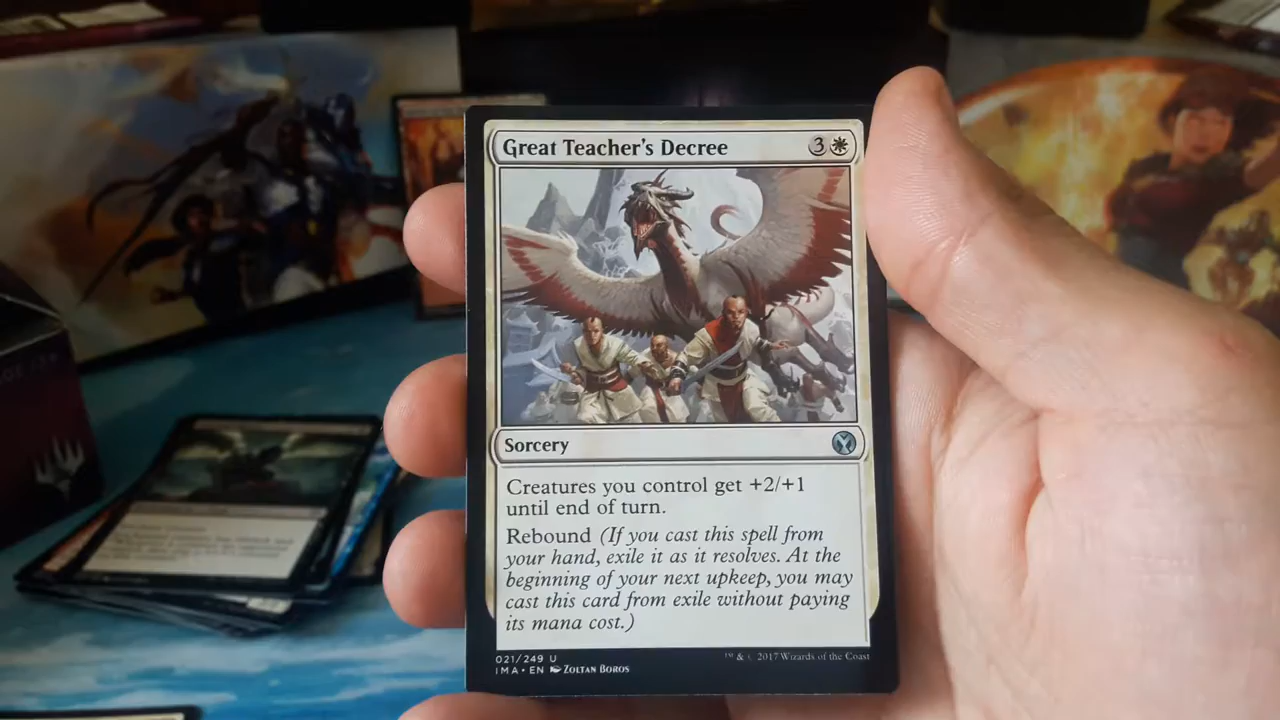 Great Teacher's Decree 3
Sorcery
Creatures you control get +2/+1
until end of turn.
Rebound (If you cast this spell from
your hand, exile it as it resolves. At the
beginning of your next upkeep, you may
cast this card from exile without paying
its mana cost.)
021/249 U
IMA • EN Zoltan Boros
™ & © 2017 Wizards of the Coast